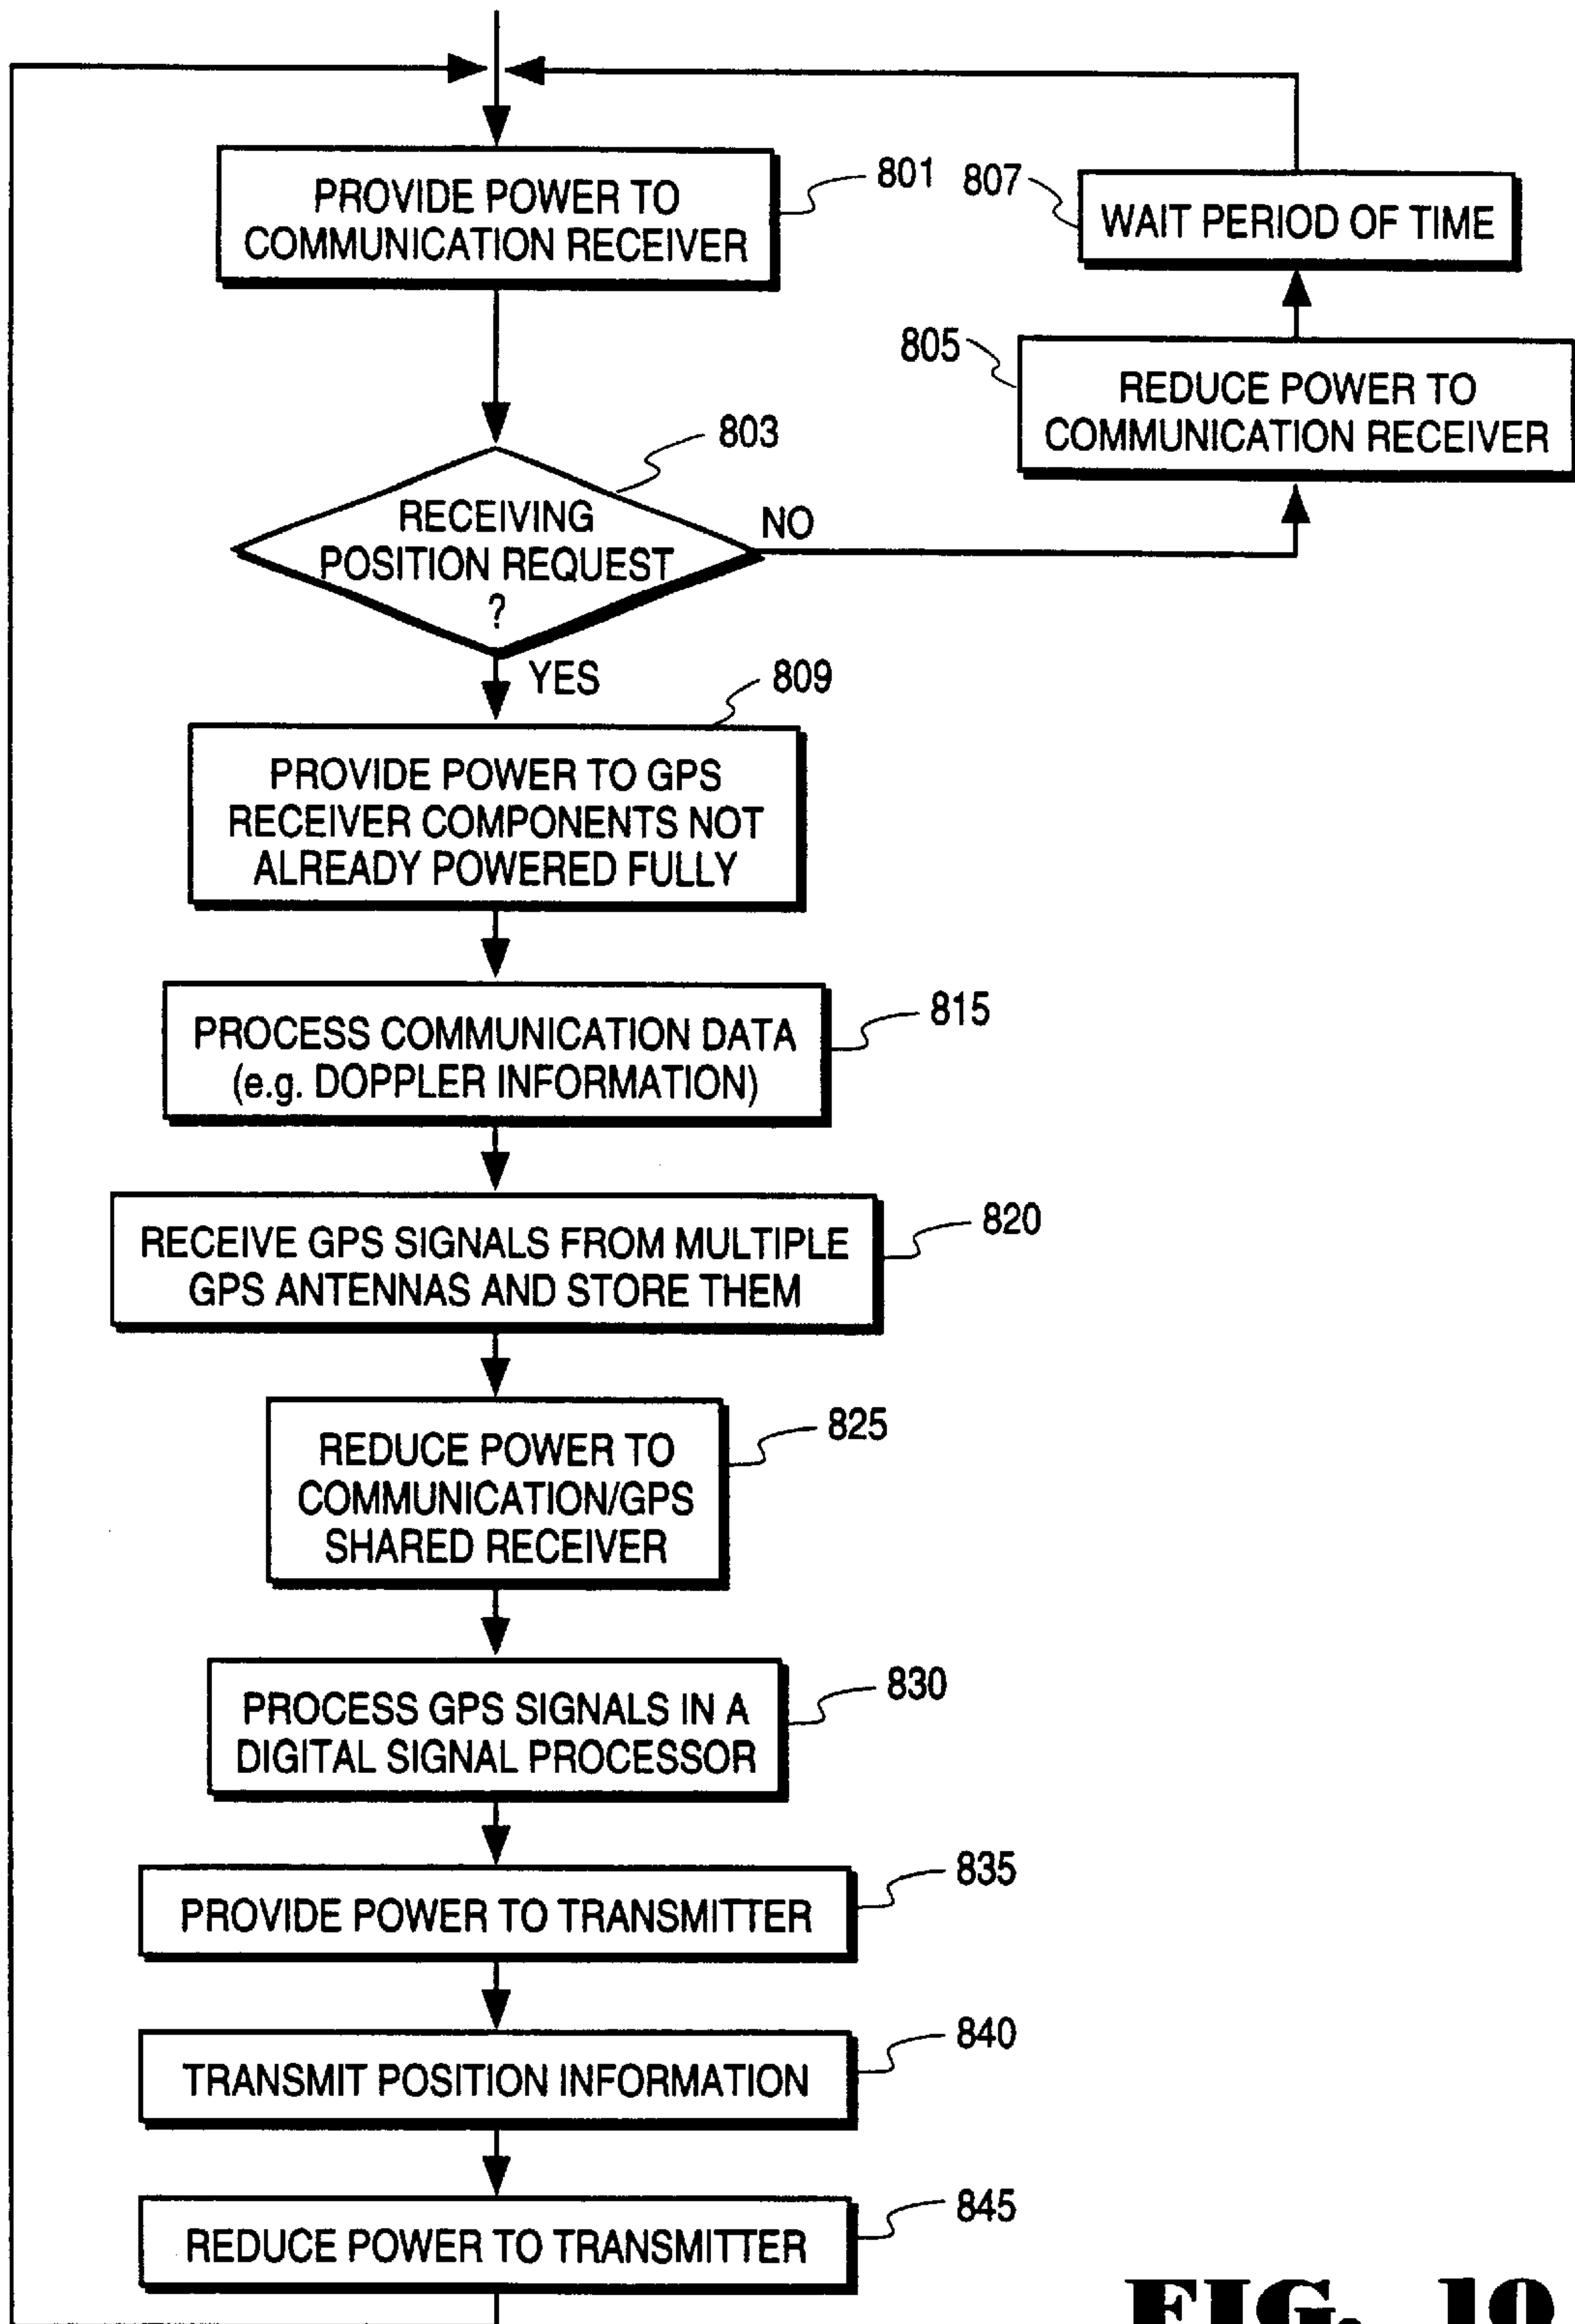 PROVIDE POWER TO
COMMUNICATION RECEIVER
801
807
WAIT PERIOD OF TIME
805
REDUCE POWER TO
COMMUNICATION RECEIVER
803
RECEIVING
POSITION REQUEST
?
NO
YES
809
PROVIDE POWER TO GPS
RECEIVER COMPONENTS NOT
ALREADY POWERED FULLY
PROCESS COMMUNICATION DATA
(e.g. DOPPLER INFORMATION)
815
RECEIVE GPS SIGNALS FROM MULTIPLE
GPS ANTENNAS AND STORE THEM
820
REDUCE POWER TO
COMMUNICATION/GPS
SHARED RECEIVER
825
PROCESS GPS SIGNALS IN A
DIGITAL SIGNAL PROCESSOR
830
PROVIDE POWER TO TRANSMITTER
835
TRANSMIT POSITION INFORMATION
840
REDUCE POWER TO TRANSMITTER
845
FIG. 10